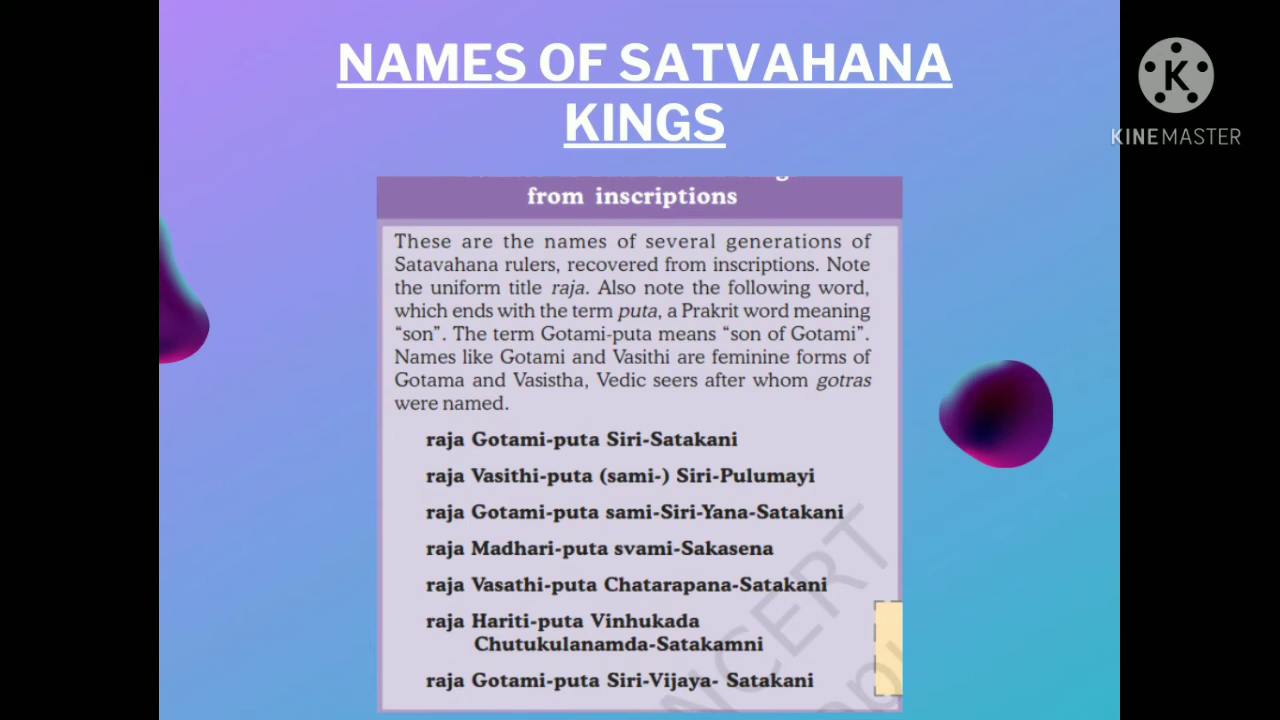 NAMES OF SATVAHANA
KINGS
KINEMASTER
from inscriptions
These are the names of several generations of
Satavahana rulers, recovered from inscriptions. Note
the uniform title raja. Also note the following word,
which ends with the term puta, a Prakrit word meaning
“son”. The term Gotami-puta means “son of Gotami”.
Names like Gotami and Vasithi are feminine forms of
Gotama and Vasistha, Vedic seers after whom gotras
were named.
raja Gotami-puta Siri-Satakani
raja Vasithi-puta (sami-) Siri-Pulumayi
raja Gotami-puta sami-Siri-Yana-Satakani
raja Madhari-puta svami-Sakasena
raja Vasathi-puta Chatarapana-Satakani
raja Hariti-puta Vinhukada
Chutukulanamda-Satakamni
raja Gotami-puta Siri-Vijaya- Satakani
NCERT